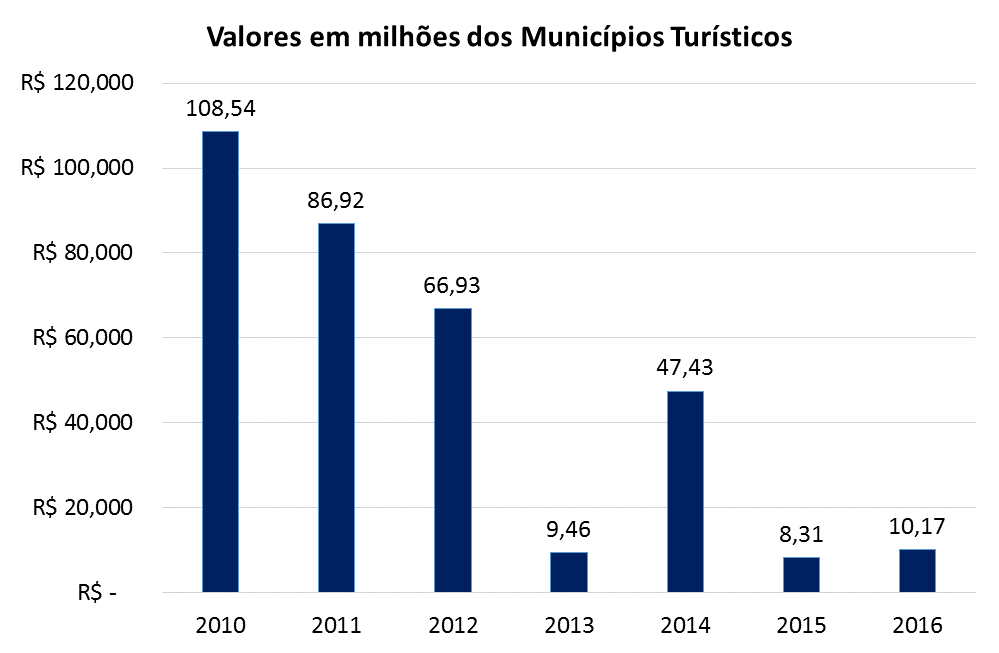 Valores em milhões dos Municípios Turísticos
R$ 120,000
R$ 100,000
R$ 80,000
R$ 60,000
R$ 40,000
R$ 20,000
R$ -
108,54
86,92
66,93
9,46
47,43
8,31
10,17
2010 2011 2012 2013 2014 2015 2016